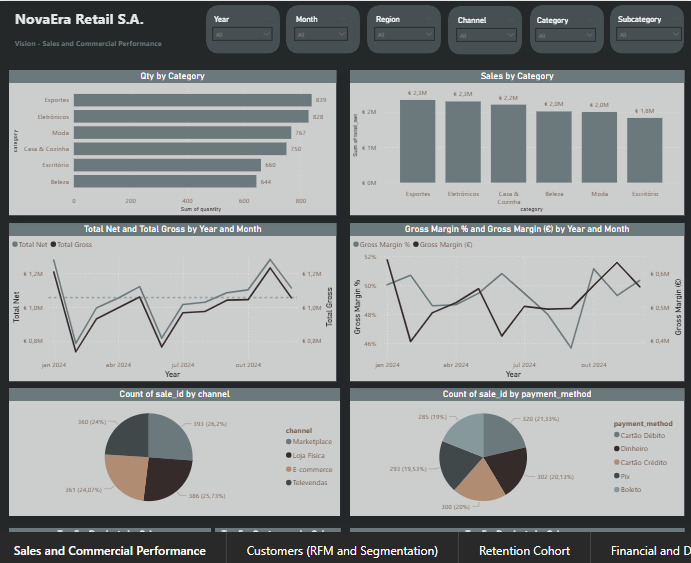 NovaEra Retail S.A.
Vision - Sales and Commercial Performance
Year
All
Month
All
Region
All
Channel
All
Category
All
Subcategory
All
Qty by Category
category
Esportes
839
Eletrônicos
828
Moda
767
Casa & Cozinha
750
Escritório
660
Beleza
644
0
200
400
600
800
Sum of quantity
Sales by Category
Sum of total_net
€ 2M
€ 1M
€ 0M
€ 2,3M
€ 2,3M
€ 2,2M
€ 2,0M
€ 2,0M
€ 1,8M
Esportes
Eletrônicos
Casa &
Cozinha
Beleza
Moda
Escritório
category
Total Net and Total Gross by Year and Month
Total Net
Total Gross
Total Net
€ 1,2M
€ 1,0M
€ 0,8M
€ 1,2M
€ 1,0M
€ 0,8M
Total Gross
jan 2024
abr 2024
jul 2024
out 2024
Year
Gross Margin % and Gross Margin (€) by Year and Month
Gross Margin %
Gross Margin (€)
Gross Margin %
52%
50%
48%
46%
€ 0,6M
€ 0,5M
€ 0,4M
Gross Margin (€)
jan 2024
abr 2024
jul 2024
out 2024
Year
Count of sale_id by channel
360 (24%)
393 (26,2%)
361 (24,07%)
386 (25,73%)
channel
Marketplace
Loja Física
E-commerce
Televendas
Count of sale_id by payment_method
285 (19%)
320 (21,33%)
293 (19,53%)
302 (20,13%)
300 (20%)
payment_method
Cartão Débito
Dinheiro
Cartão Crédito
Pix
Boleto
Sales and Commercial Performance
Customers (RFM and Segmentation)
Retention Cohort
Financial and D